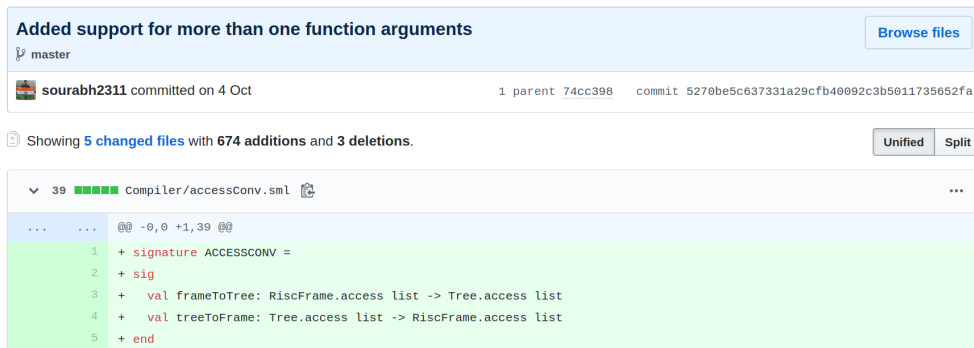 Added support for more than one function arguments
Browse files
master
sourabh2311 committed on 4 Oct
1 parent 74cc398 commit 5270be5c637331a29cfb40092c3b5011735652fa
Showing 5 changed files with 674 additions and 3 deletions.
Unified Split
39 Compiler/accessConv.sml ...
... ... @@ -0,0 +1,39 @@
1 + signature ACCESSCONV =
2 + sig
3 +   val frameToTree: RiscFrame.access list -> Tree.access list
4 +   val treeToFrame: Tree.access list -> RiscFrame.access list
5 + end